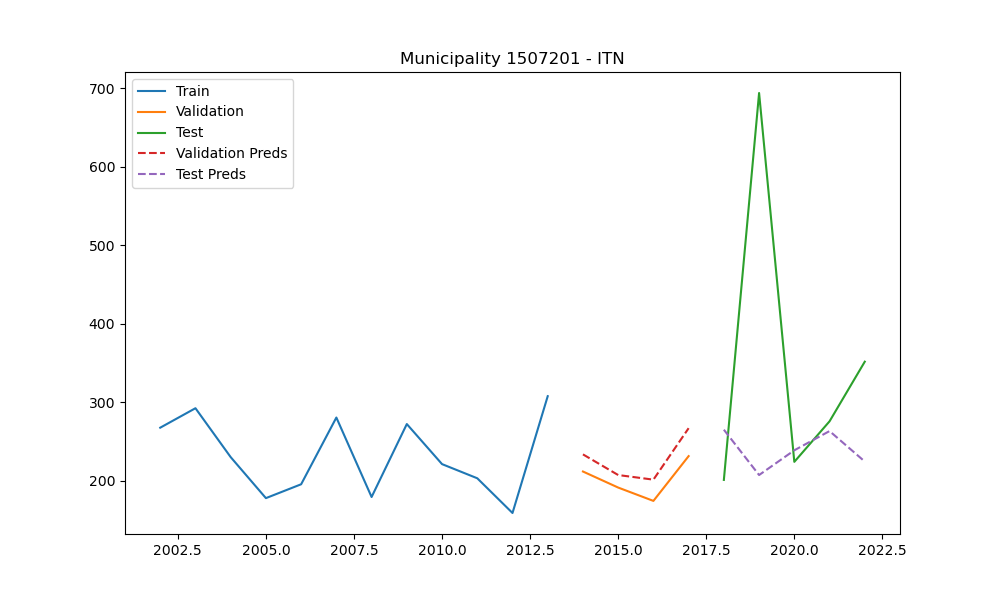 Municipality 1507201 - ITN
Train
Validation
Test
Validation Preds
Test Preds
700
600
500
400
300
200
2002.5 2005.0 2007.5 2010.0 2012.5 2015.0 2017.5 2020.0 2022.5